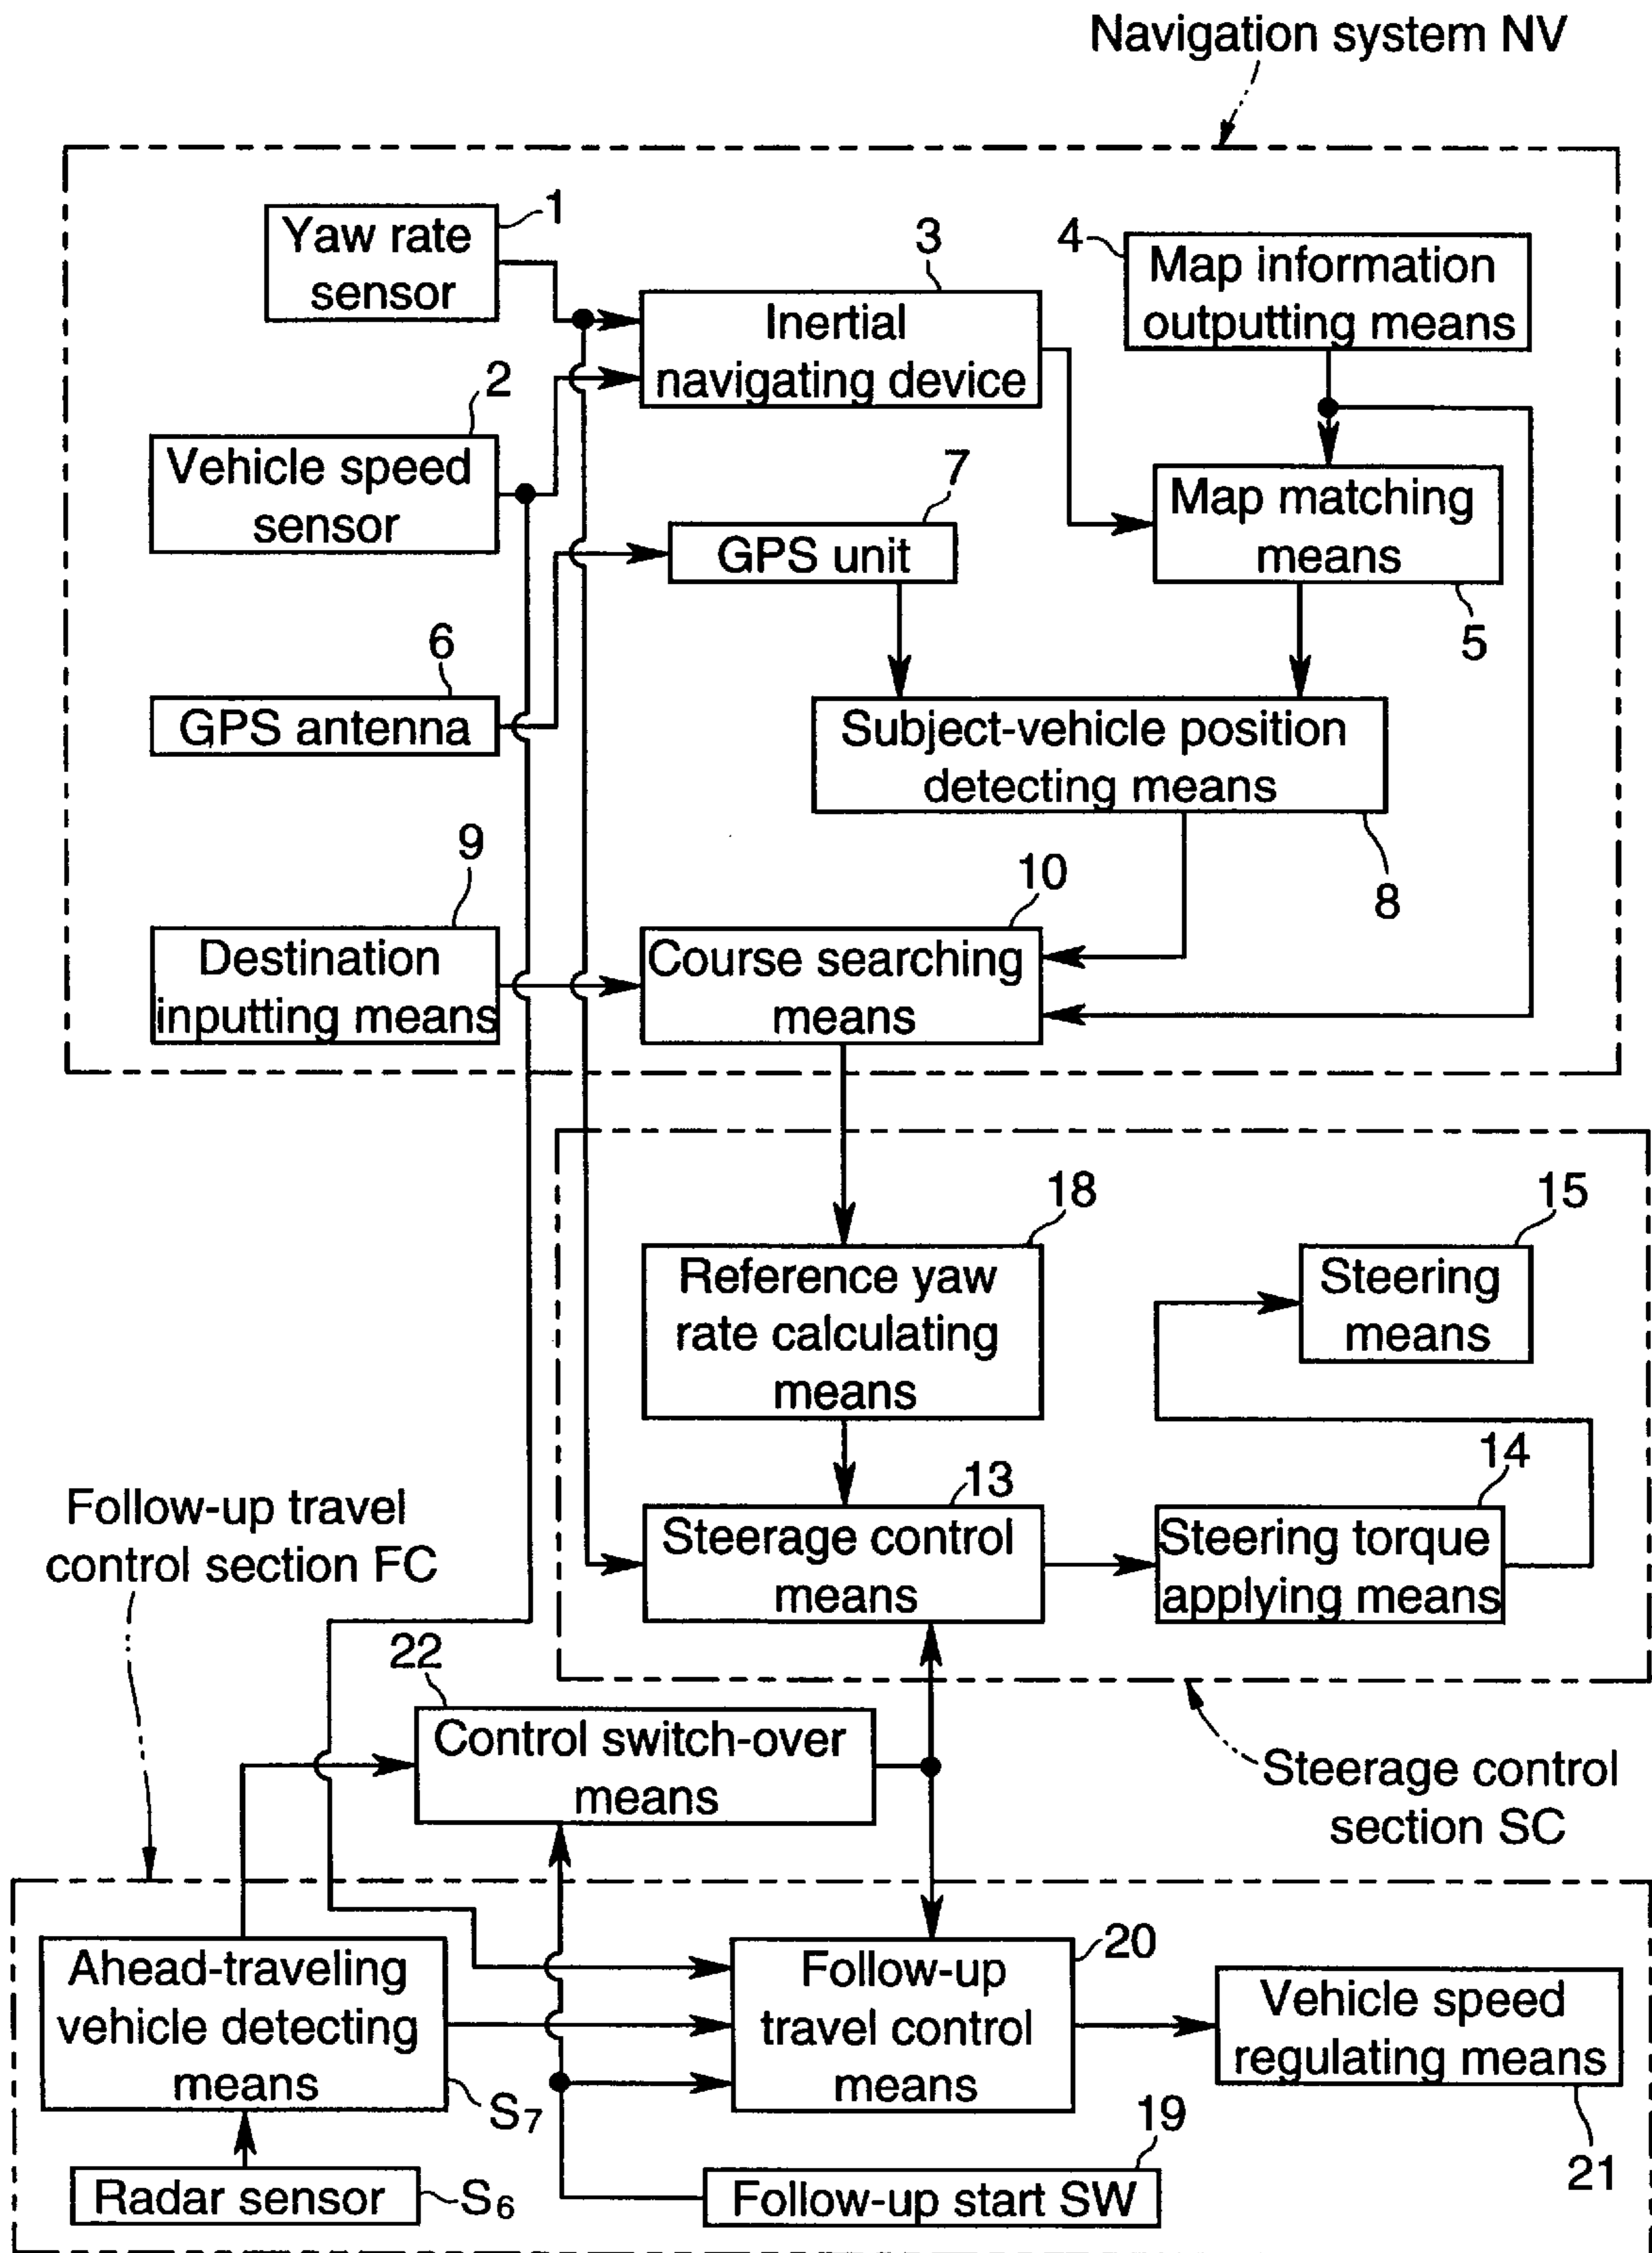 Navigation system NV
1
Yaw rate
sensor
3
Inertial
navigating device
4
Map information
outputting means
2
Vehicle speed
sensor
7
GPS unit
Map matching
means
5
6
GPS antenna
Subject-vehicle position
detecting means
8
9
Destination
inputting means
10
Course searching
means
18
Reference yaw
rate calculating
means
15
Steering
means
13
Steerage control
means
14
Steering torque
applying means
Follow-up travel
control section FC
22
Control switch-over
means
Steerage control
section SC
Ahead-traveling
vehicle detecting
means
S7
20
Follow-up
travel control
means
Vehicle speed
regulating means
21
Radar sensor
S6
19
Follow-up start SW